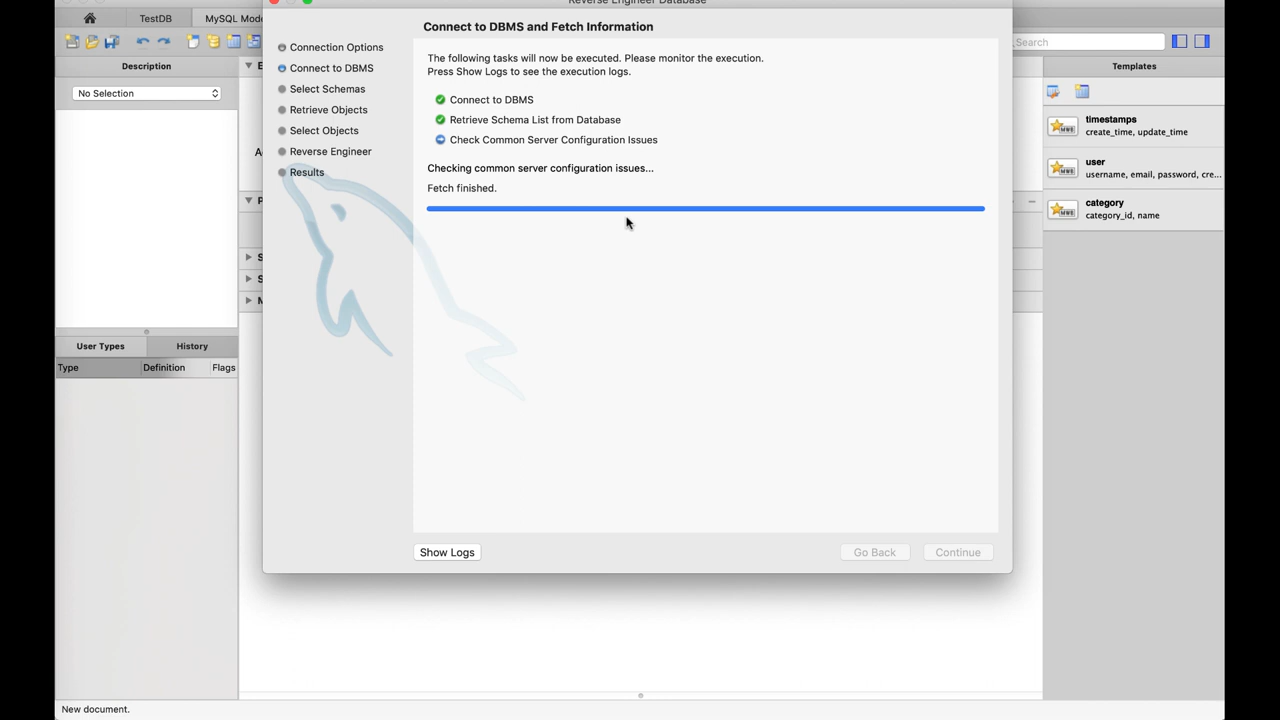 Reverse Engineer Database
TestDB
MySQL Mod
Search
Description
No Selection
User Types
History
Type
Definition
Flags
New document.
Connection Options
Connect to DBMS
Select Schemas
Retrieve Objects
Select Objects
Reverse Engineer
Results
Connect to DBMS and Fetch Information
The following tasks will now be executed. Please monitor the execution.
Press Show Logs to see the execution logs.
Connect to DBMS
Retrieve Schema List from Database
Check Common Server Configuration Issues
Checking common server configuration issues...
Fetch finished.
Show Logs
Go Back
Continue
Templates
timestamps
create_time, update_time
user
username, email, password, cre...
category
category_id, name